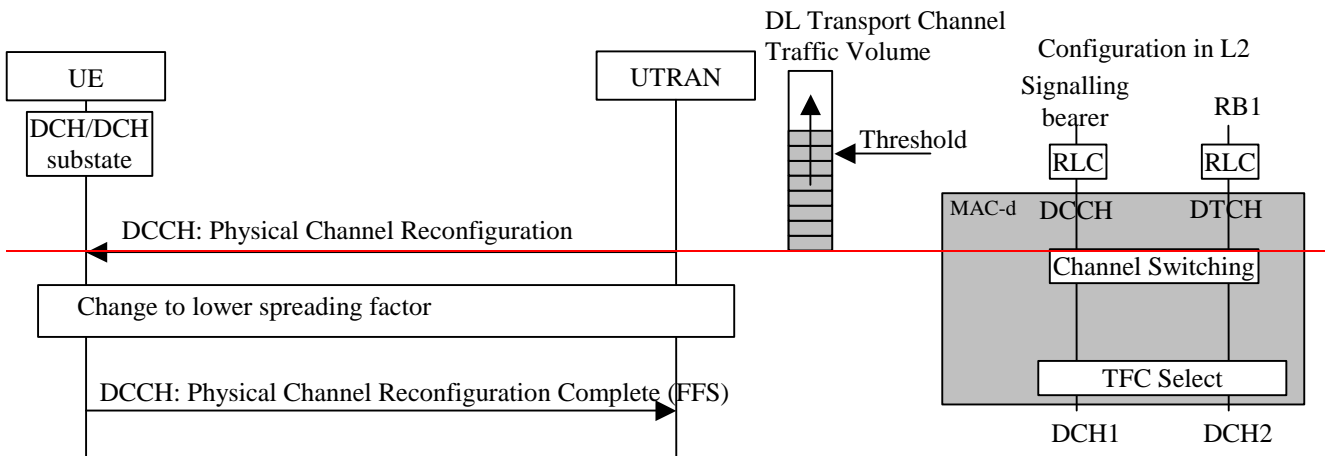 DL Transport Channel
Traffic Volume
Configuration in L2
UE
UTRAN
Signalling
bearer
RB1
DCH/DCH
substate
Threshold
RLC
RLC
MAC-d
DCCH
DTCH
DCCH: Physical Channel Reconfiguration
Channel Switching
Change to lower spreading factor
TFC Select
DCCH: Physical Channel Reconfiguration Complete (FFS)
DCH1
DCH2